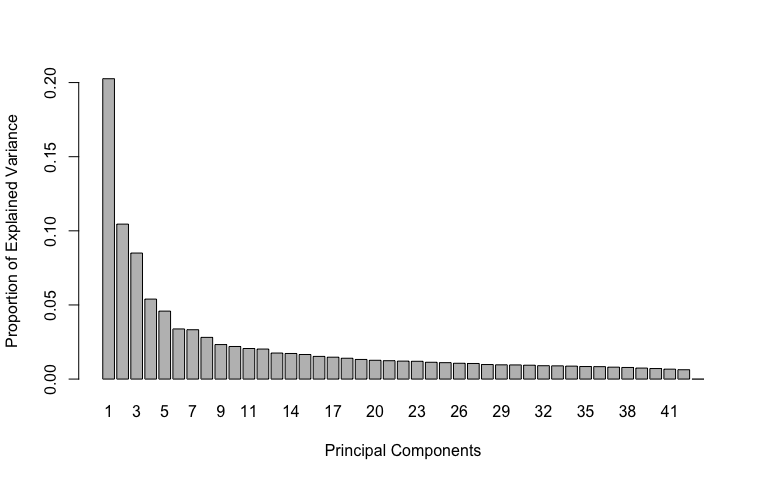 Proportion of Explained Variance
0.20
0.15
0.10
0.05
0.00
1 3 5 7 9 11 14 17 20 23 26 29 32 35 38 41
Principal Components